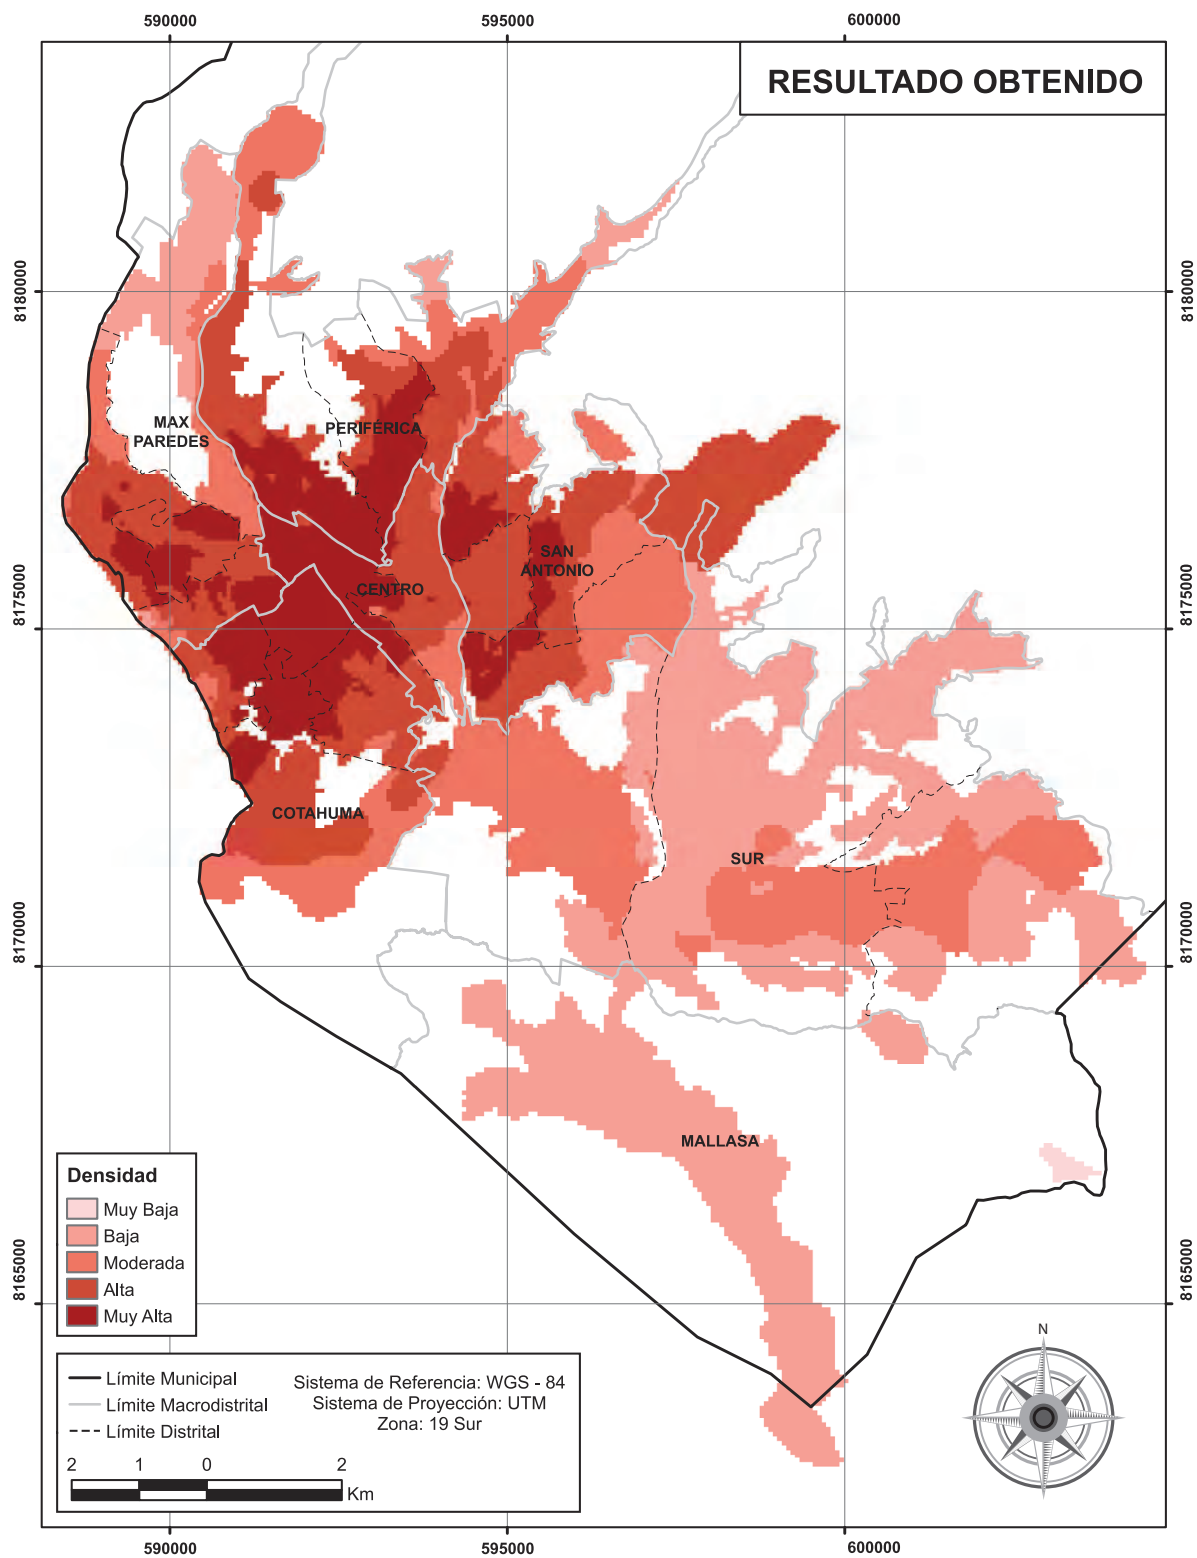 590000
595000
600000
RESULTADO OBTENIDO
8180000
8180000
MAX
PAREDES
PERIFÉRICA
SAN
ANTONIO
CENTRO
8175000
8175000
COTAHUMA
SUR
8170000
8170000
MALLASA
Densidad
Muy Baja
Baja
Moderada
Alta
Muy Alta
8165000
8165000
N
Límite Municipal
Límite Macrodistrital
Límite Distrital
Sistema de Referencia: WGS - 84
Sistema de Proyección: UTM
Zona: 19 Sur
2 1 0 2
Km
590000
595000
600000